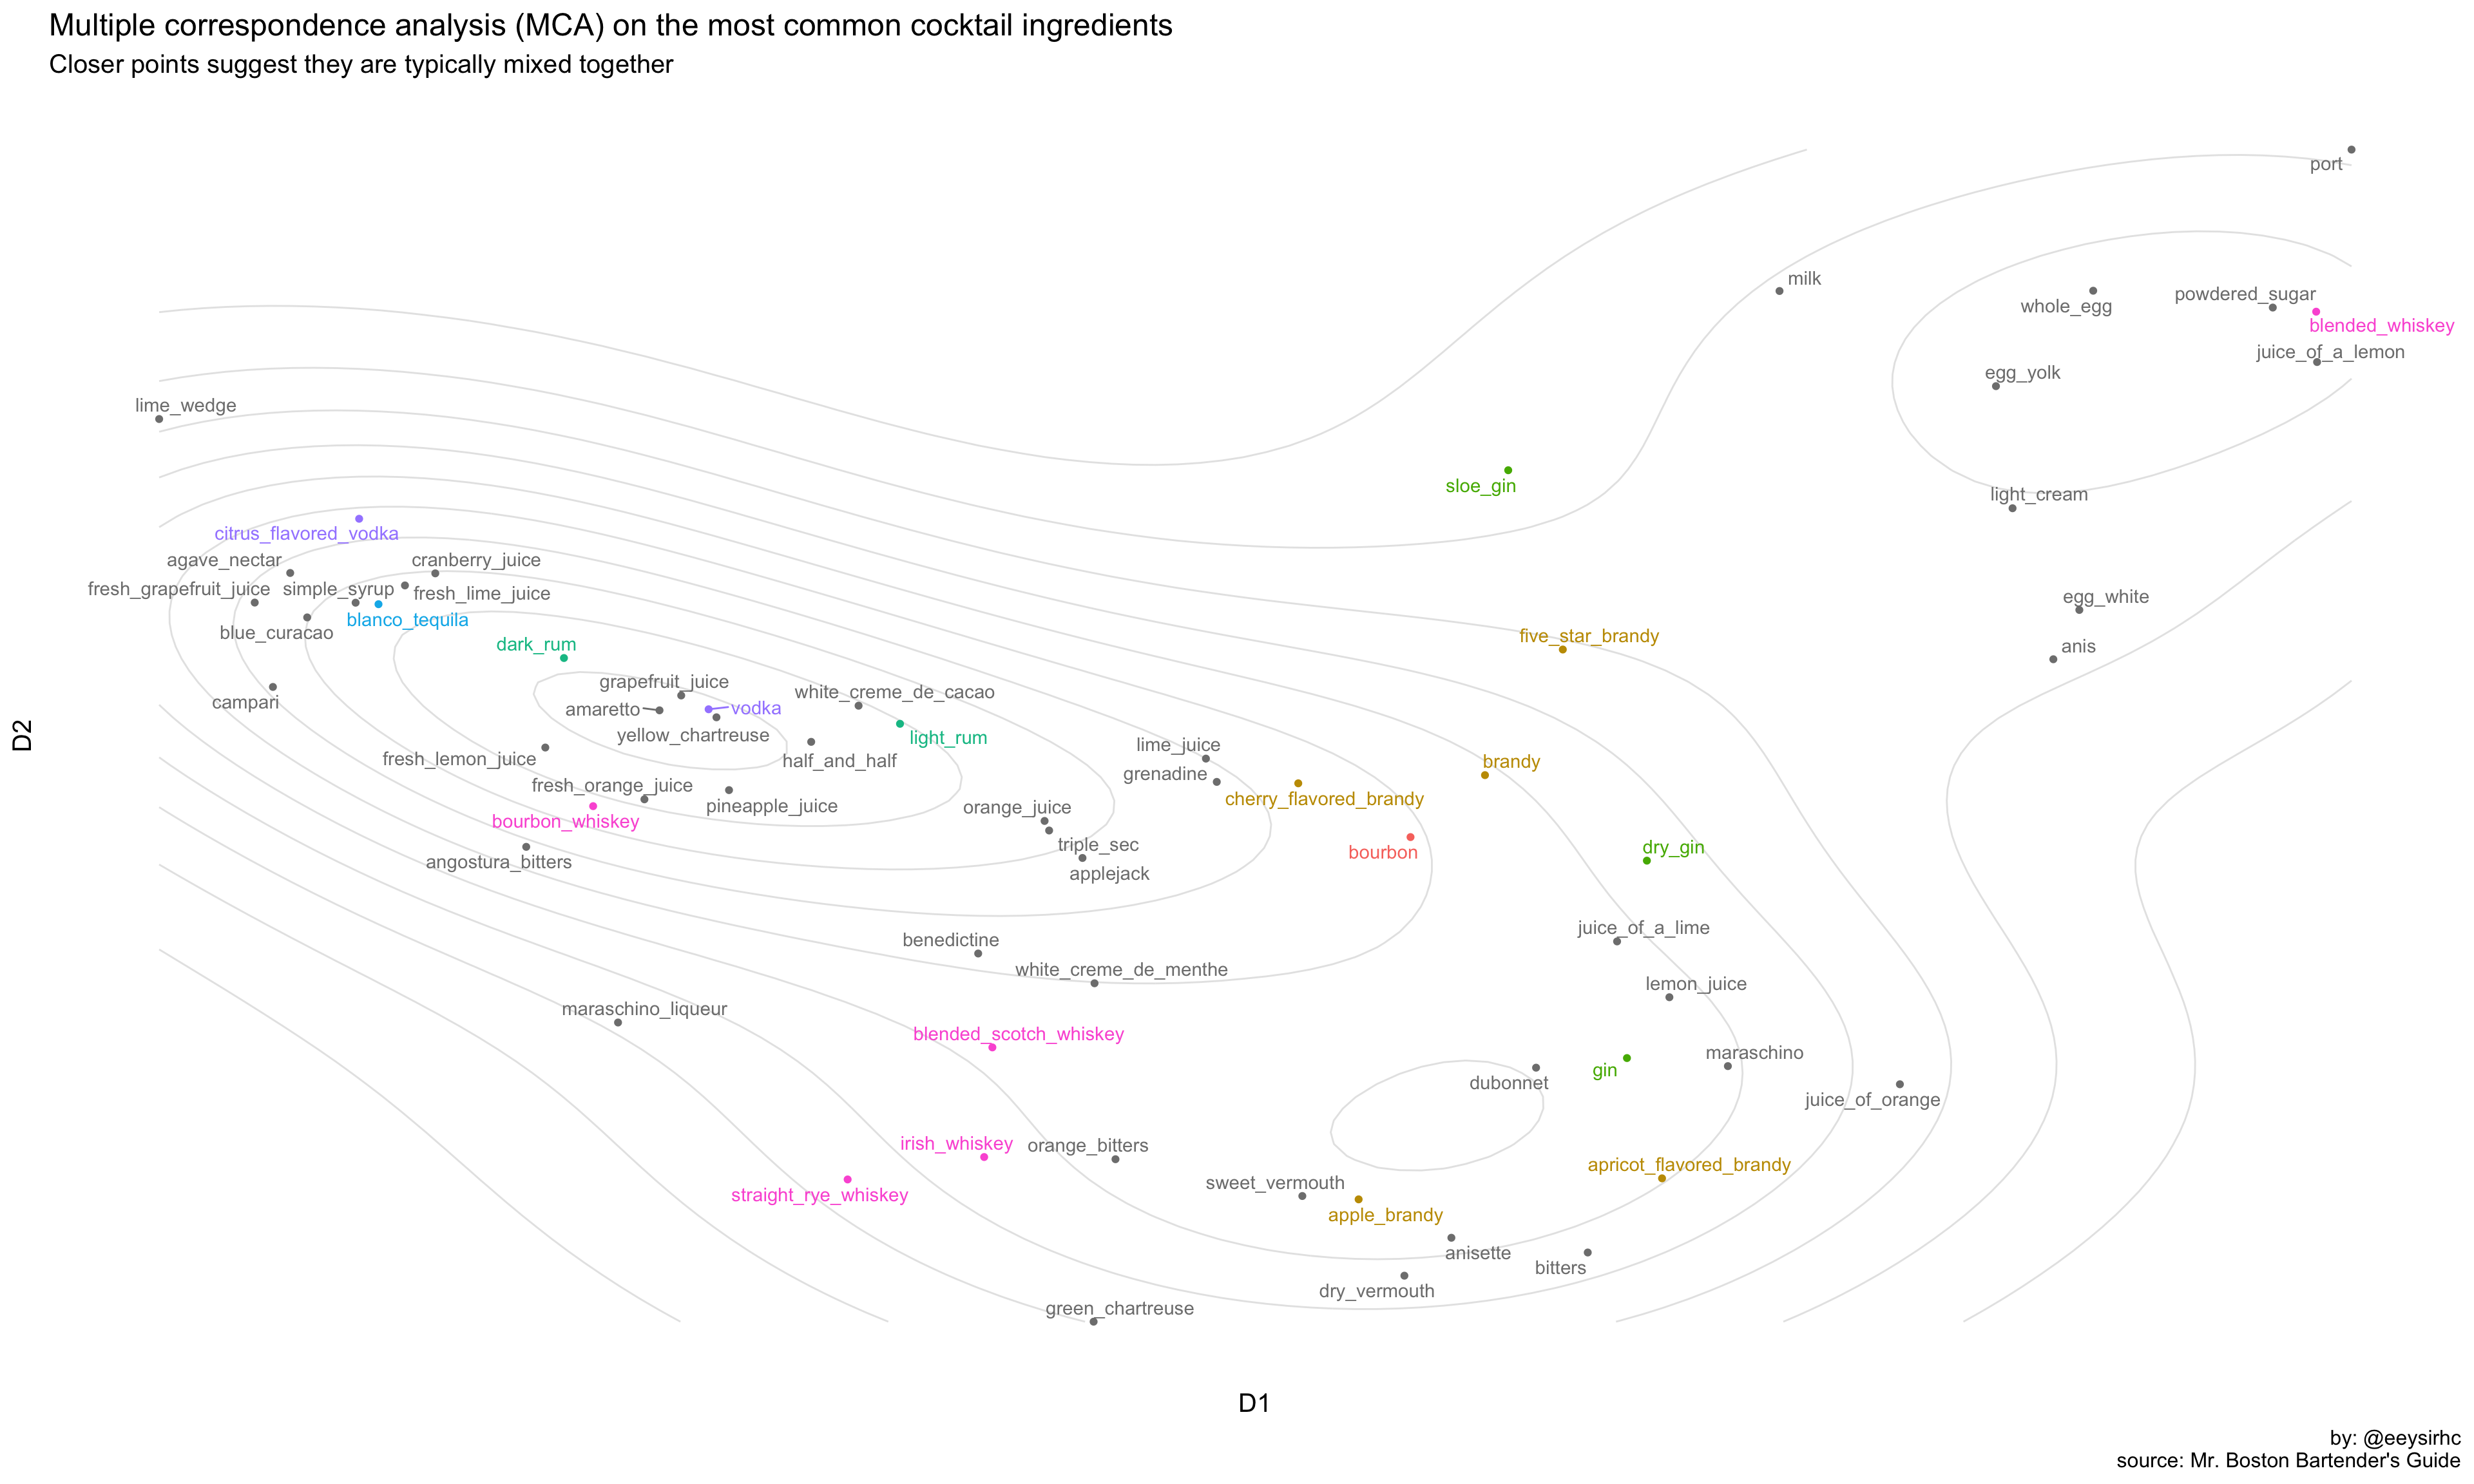 Multiple correspondence analysis (MCA) on the most common cocktail ingredients
Closer points suggest they are typically mixed together
port
milk
whole_egg
powdered_sugar
blended_whiskey
juice_of_a_lemon
egg_yolk
lime_wedge
sloe_gin
light_cream
citrus_flavored_vodka
agave_nectar
cranberry_juice
fresh_grapefruit_juice
simple_syrup
fresh_lime_juice
blue_curacao
blanco_tequila
egg_white
dark_rum
five_star_brandy
anis
grapefruit_juice
white_creme_de_cacao
campari
amaretto
vodka
yellow_chartreuse
light_rum
fresh_lemon_juice
half_and_half
lime_juice
brandy
grenadine
fresh_orange_juice
pineapple_juice
cherry_flavored_brandy
orange_juice
bourbon_whiskey
triple_sec
bourbon
dry_gin
angostura_bitters
applejack
benedictine
juice_of_a_lime
white_creme_de_menthe
lemon_juice
maraschino_liqueur
blended_scotch_whiskey
maraschino
gin
dubonnet
juice_of_orange
irish_whiskey
orange_bitters
apricot_flavored_brandy
straight_rye_whiskey
sweet_vermouth
apple_brandy
anisette
bitters
dry_vermouth
green_chartreuse
D2
D1
by: @eeysirhc
source: Mr. Boston Bartender's Guide